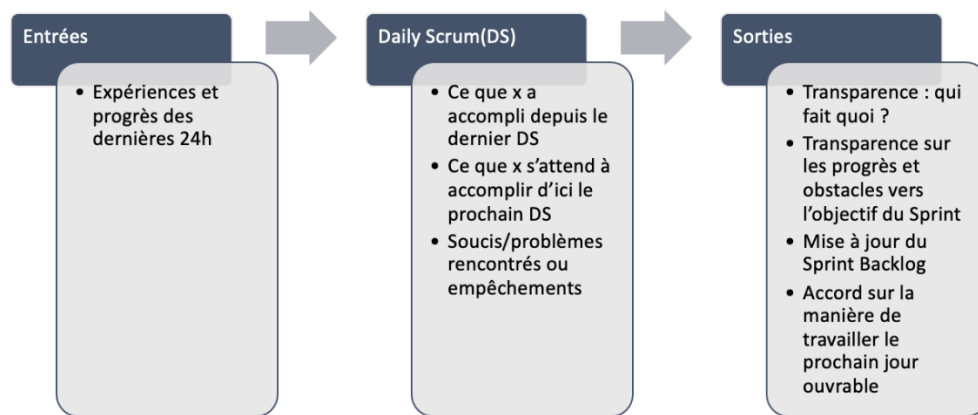 Entrées
• Expériences et
progrès des
dernières 24h
Daily Scrum(DS)
• Ce que x a
accompli depuis le
dernier DS
• Ce que x s’attend à
accomplir d’ici le
prochain DS
• Soucis/problèmes
rencontrés ou
empêchements
Sorties
• Transparence : qui
fait quoi ?
• Transparence sur
les progrès et
obstacles vers
l’objectif du Sprint
• Mise à jour du
Sprint Backlog
• Accord sur la
manière de
travailler le
prochain jour
ouvrable